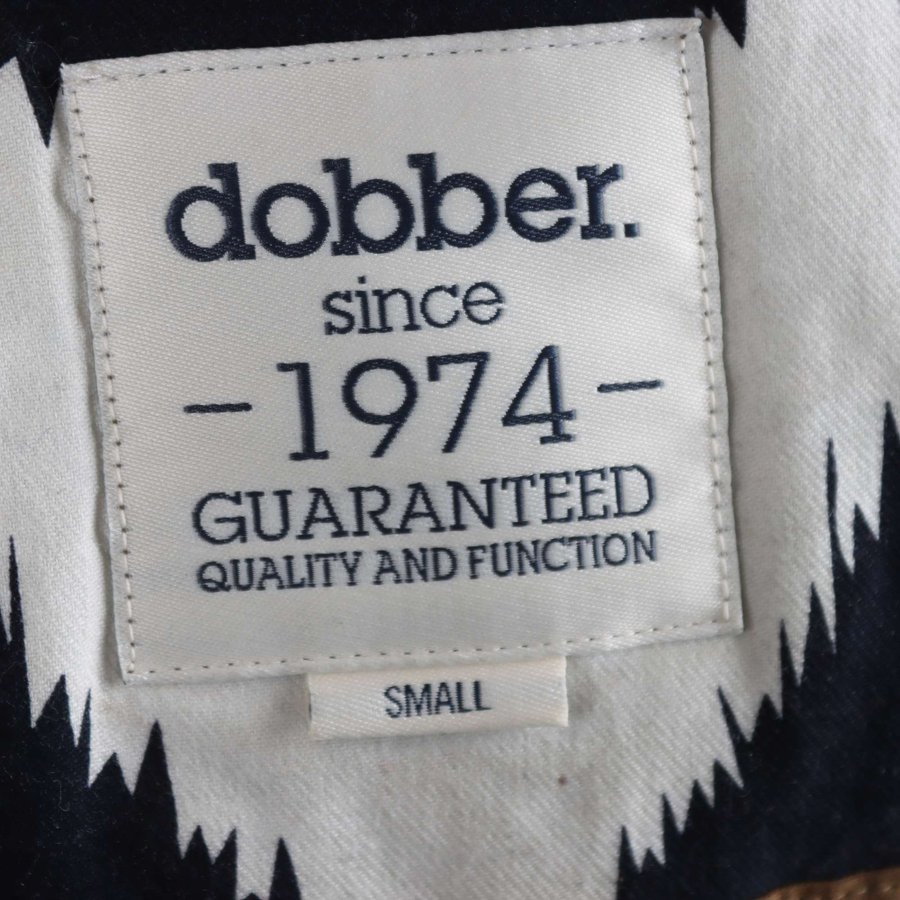 dobber.
since
-1974-
GUARANTEED
QUALITY AND FUNCTION
SMALL